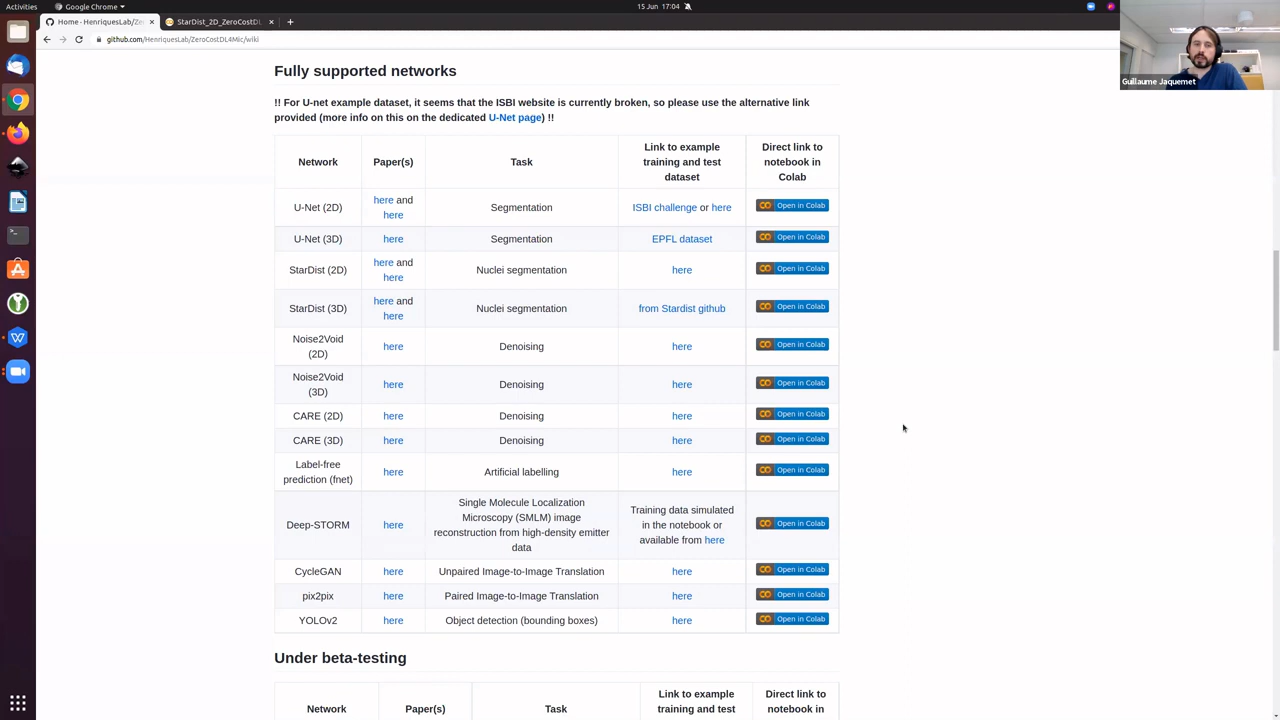 Activities
Google Chrome
15 Jun 17:04
Home · HenriquesLab/Ze
StarDist_2D_ZeroCostDL
github.com/HenriquesLab/ZeroCostDL4Mic/wiki
Guillaume Jaquemet
Fully supported networks
!! For U-net example dataset, it seems that the ISBI website is currently broken, so please use the alternative link
provided (more info on this on the dedicated U-Net page) !!
Network
Paper(s)
Task
Link to example
training and test
dataset
Direct link to
notebook in
Colab
U-Net (2D)
here and
here
Segmentation
ISBI challenge or here
Open in Colab
U-Net (3D)
here
Segmentation
EPFL dataset
Open in Colab
StarDist (2D)
here and
here
Nuclei segmentation
here
Open in Colab
StarDist (3D)
here and
here
Nuclei segmentation
from Stardist github
Open in Colab
Noise2Void
(2D)
here
Denoising
here
Open in Colab
Noise2Void
(3D)
here
Denoising
here
Open in Colab
CARE (2D)
here
Denoising
here
Open in Colab
CARE (3D)
here
Denoising
here
Open in Colab
Label-free
prediction (fnet)
here
Artificial labelling
here
Open in Colab
Deep-STORM
here
Single Molecule Localization
Microscopy (SMLM) image
reconstruction from high-density emitter
data
Training data simulated
in the notebook or
available from here
Open in Colab
CycleGAN
here
Unpaired Image-to-Image Translation
here
Open in Colab
pix2pix
here
Paired Image-to-Image Translation
here
Open in Colab
YOLOv2
here
Object detection (bounding boxes)
here
Open in Colab
Under beta-testing
Network
Paper(s)
Task
Link to example
training and test
Direct link to
notebook in